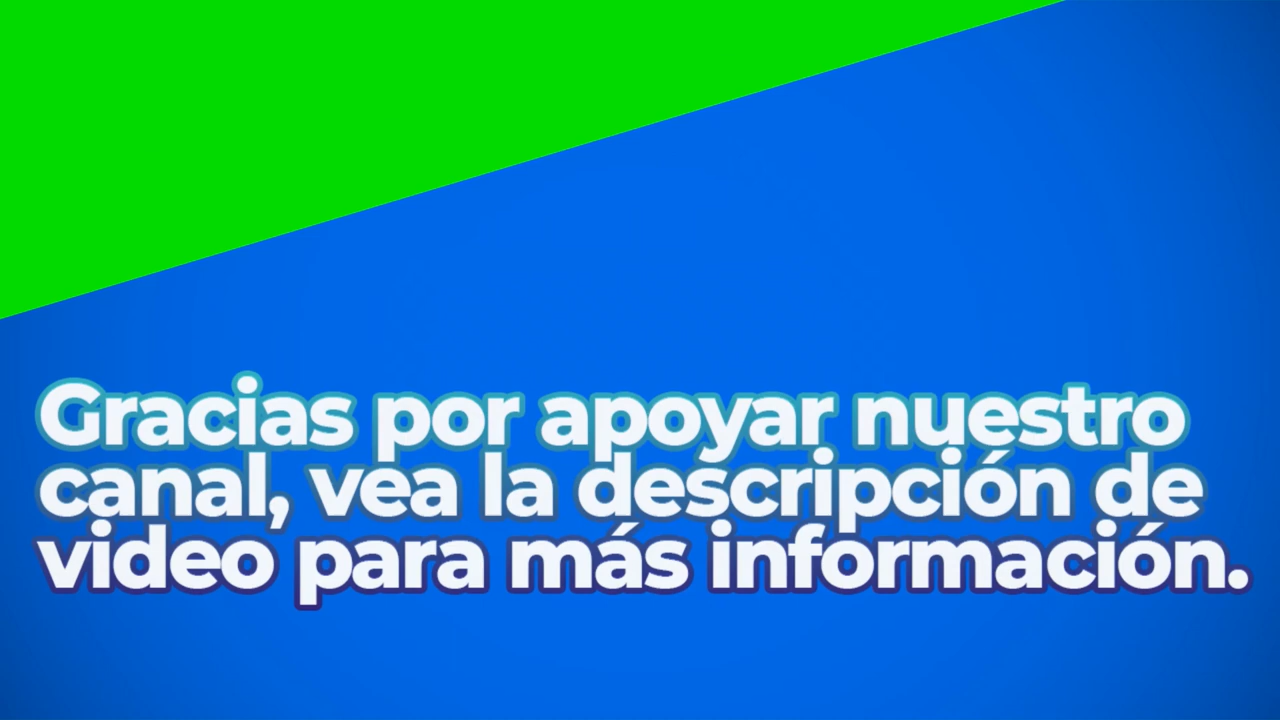 Gracias por apoyar nuestro
canal, vea la descripción de
video para más información.